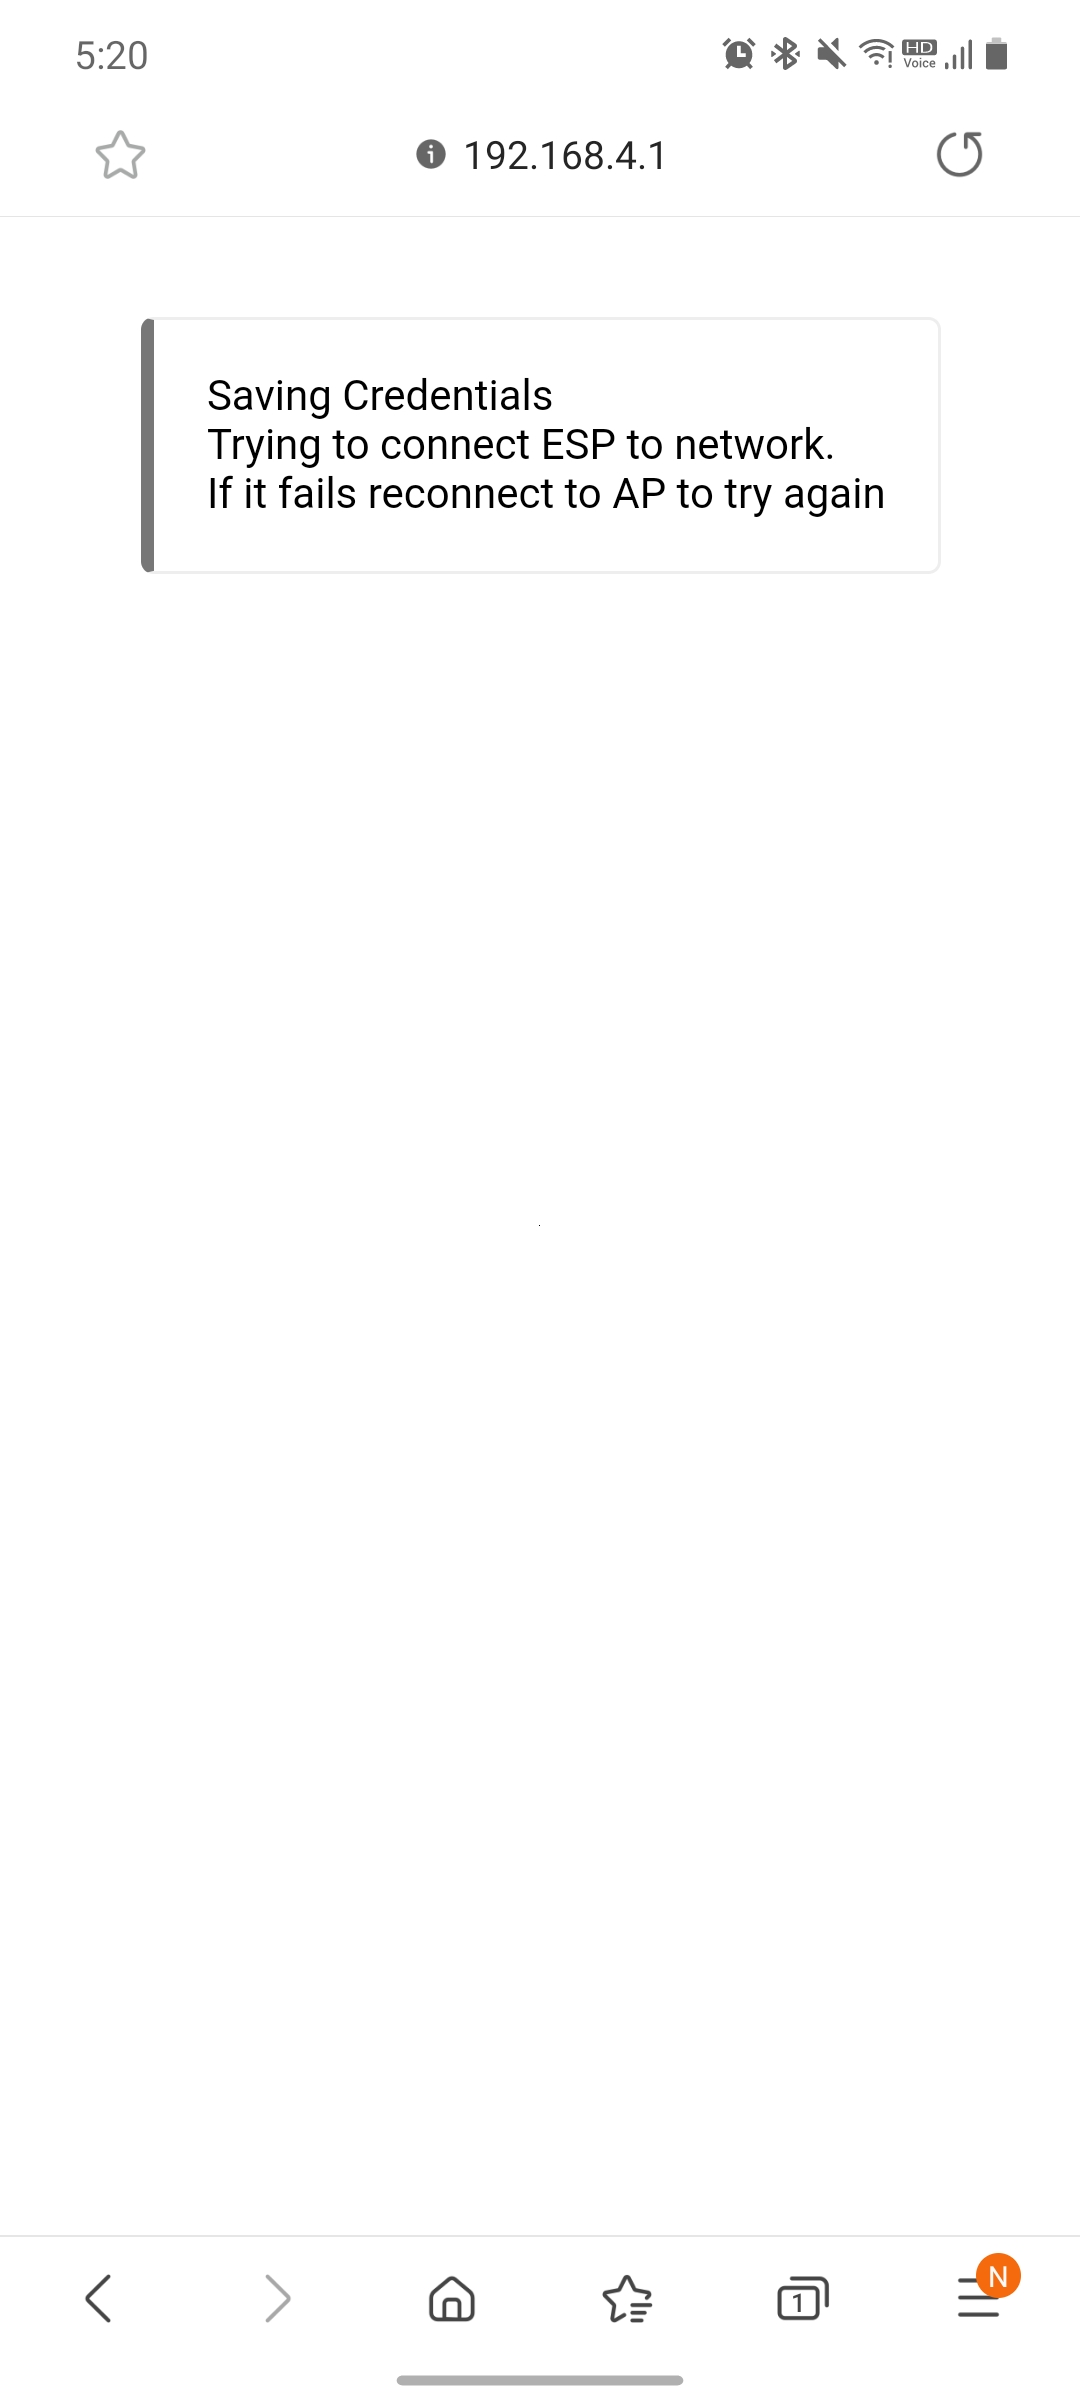 5:20
HD
Voice
192.168.4.1
Saving Credentials
Trying to connect ESP to network.
If it fails reconnect to AP to try again
1
N